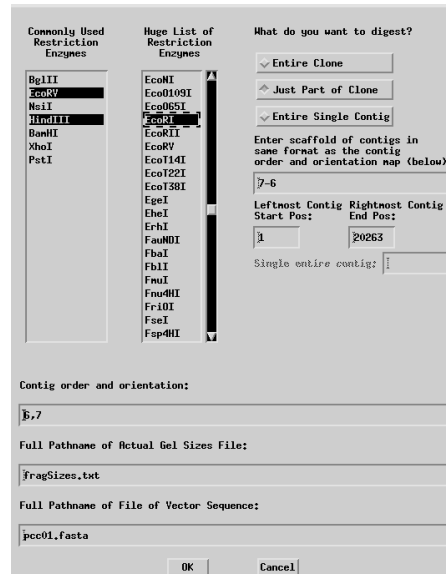 Commonly Used
Restriction
Enzymes
BglII
EcoRV
NsiI
HindIII
BamHI
XhoI
PstI
Huge List of
Restriction
Enzymes
EcoNI
EcoO109I
EcoO65I
EcoRI
EcoRII
EcoRV
EcoT14I
EcoT22I
EcoT38I
EgeI
EheI
ErhI
FauNDI
FbaI
FblI
FmuI
Fnu4HI
FriOI
FseI
Fsp4HI
What do you want to digest?
Entire Clone
Just Part of Clone
Entire Single Contig
Enter scaffold of contigs in
same format as the contig
order and orientation map (below)
7-6
Leftmost Contig Rightmost Contig
Start Pos: End Pos:
1 20263
Single entire contig:
Contig order and orientation:
6,7
Full Pathname of Actual Gel Sizes File:
fragSizes.txt
Full Pathname of File of Vector Sequence:
pcc01.fasta
OK Cancel